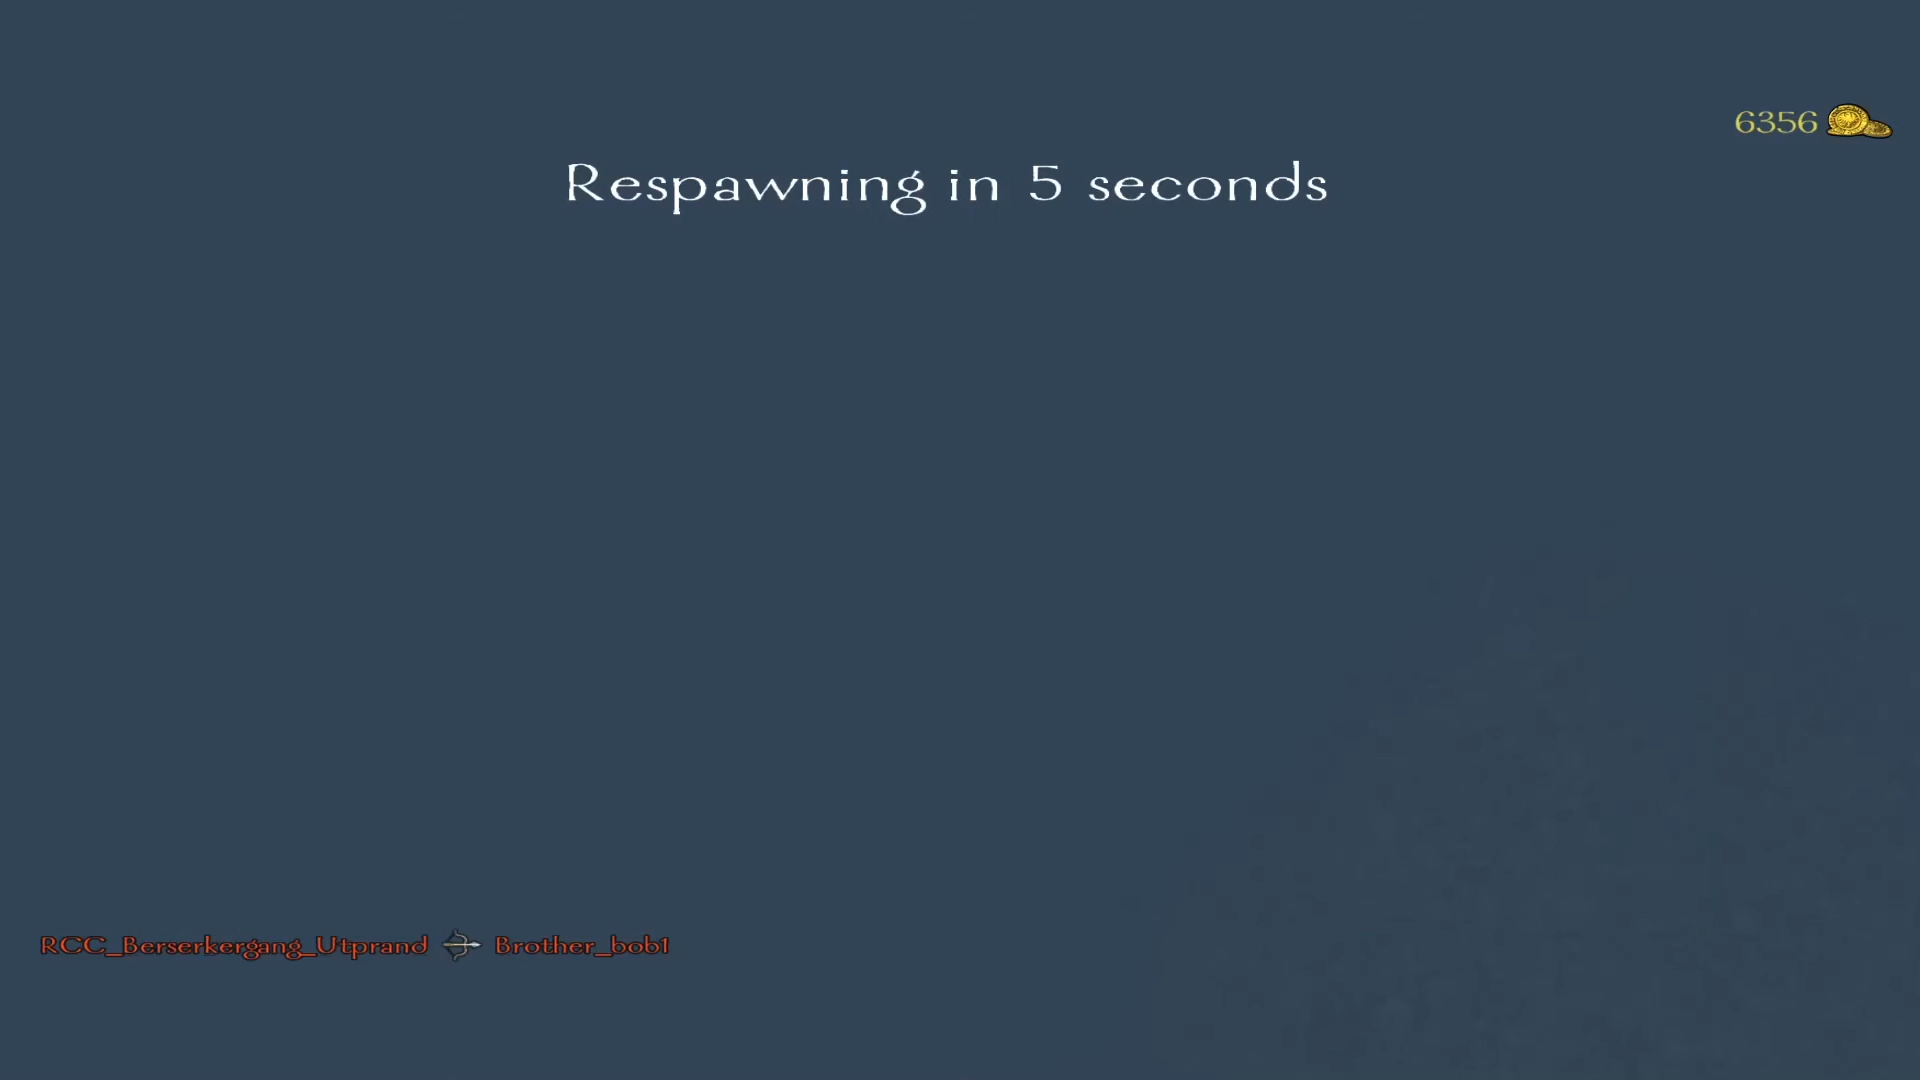 6356
Respawning in 5 seconds
RCC_Berserkergang_Utprand Brother_bob1